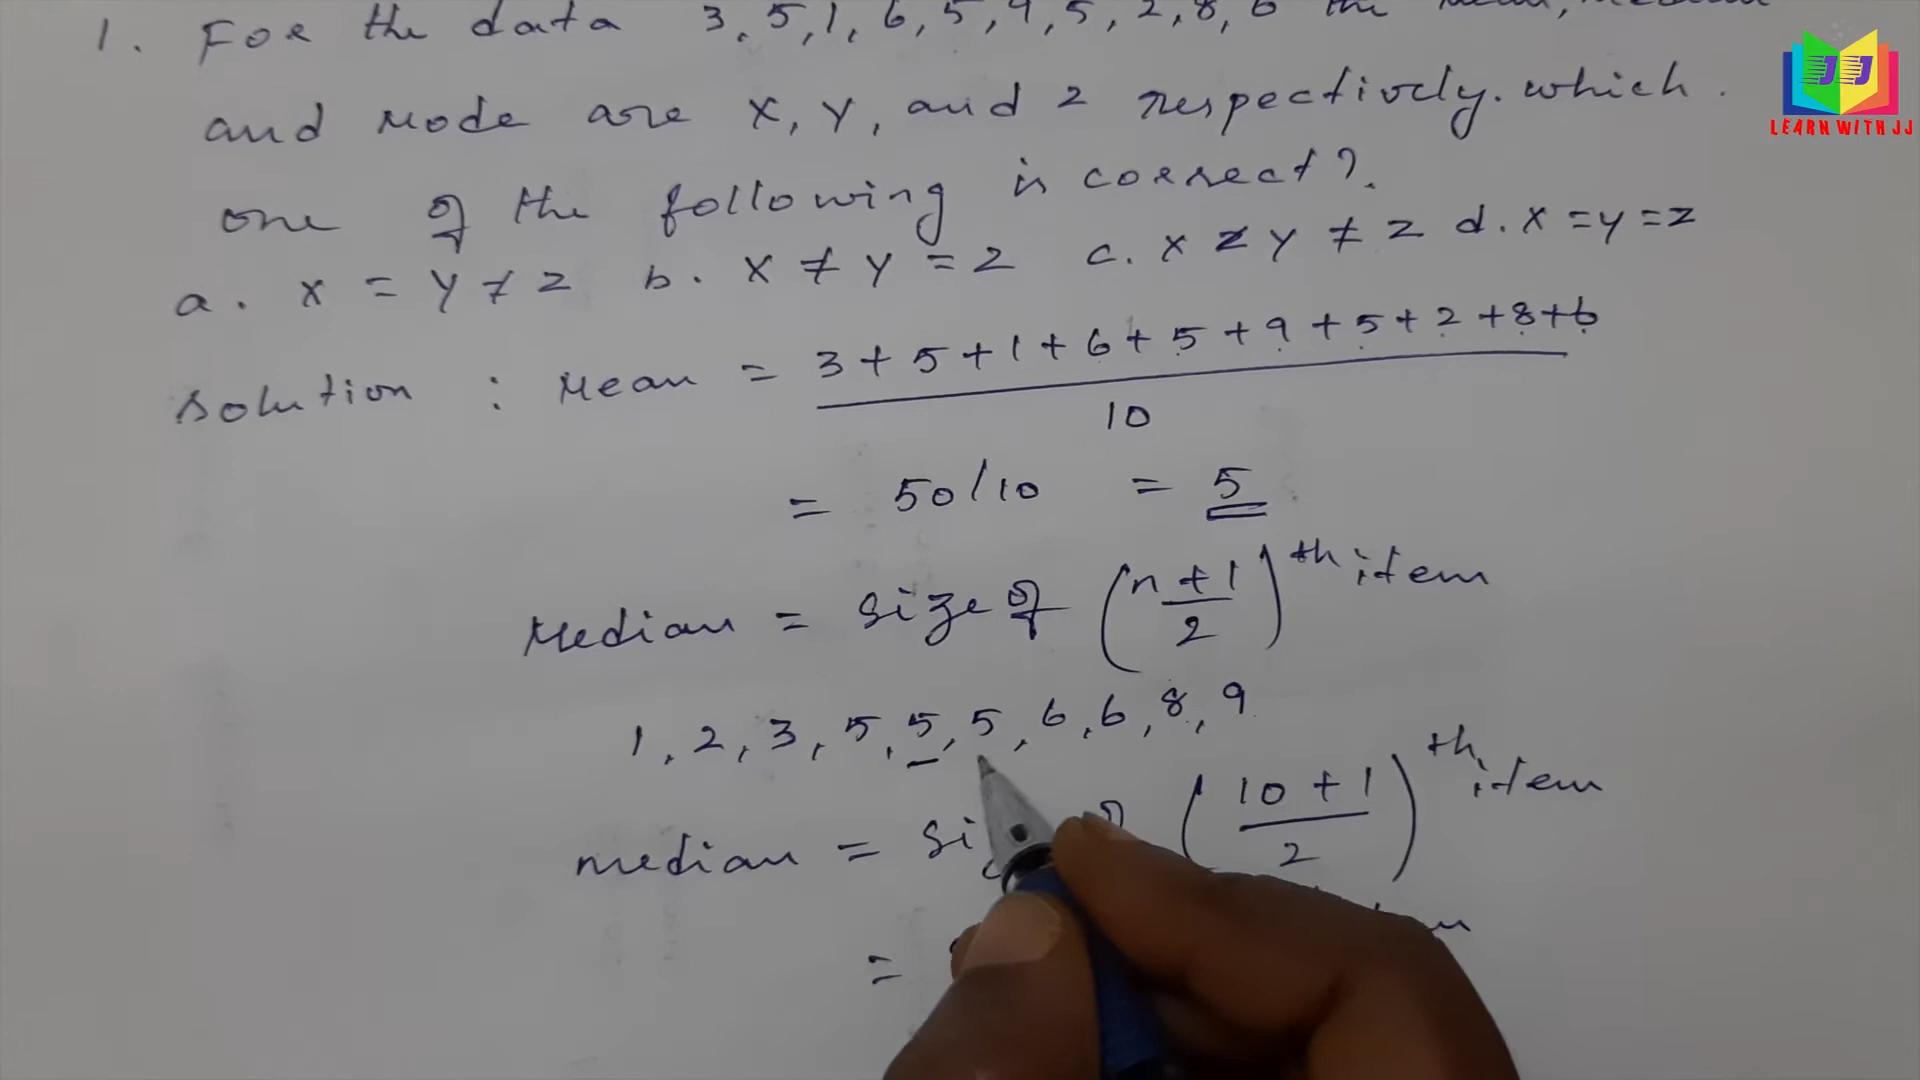 1. For the data 3,5,1,6,5,9,5,2,8,6 the mean, median
and Mode are X, Y, and Z respectively. which
one of the following is correct?.
a. X = Y ≠ Z b. X ≠ Y = Z c. X ≠ Y ≠ Z d. X = Y = Z
Solution : Mean = 3+5+1+6+5+9+5+2+8+6
10
= 50/10 = 5
Median = Size of (n+1/2)th item
1, 2, 3, 5, 5, 5, 6, 6, 8, 9
median = (10+1/2)th item
=
JJ
LEARN WITH JJ